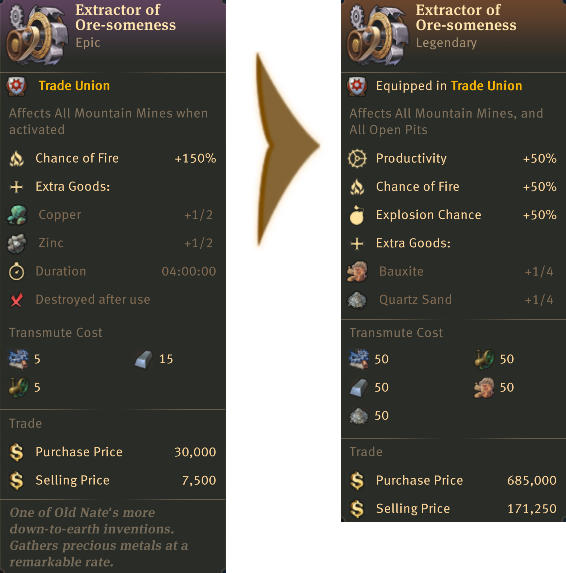 Extractor of
Ore-someness
Epic
Trade Union
Affects All Mountain Mines when
activated
Chance of Fire +150%
Extra Goods:
Copper +1/2
Zinc +1/2
Duration 04:00:00
Destroyed after use
Transmute Cost
5 15
5
Trade
Purchase Price 30,000
Selling Price 7,500
One of Old Nate's more
down-to-earth inventions.
Gathers precious metals at a
remarkable rate.
Extractor of
Ore-someness
Legendary
Equipped in Trade Union
Affects All Mountain Mines, and
All Open Pits
Productivity +50%
Chance of Fire +50%
Explosion Chance +50%
Extra Goods:
Bauxite +1/4
Quartz Sand +1/4
Transmute Cost
50 50
50 50
50
Trade
Purchase Price 685,000
Selling Price 171,250